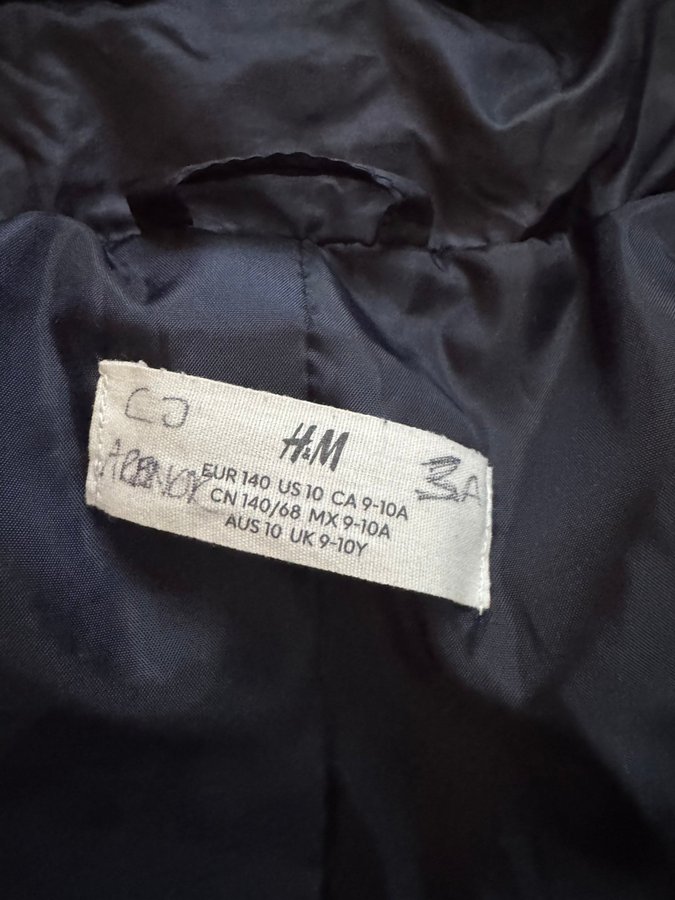 CJ
H&M
3A
EUR 140 US 10 CA 9-10A
CN 140/68 MX 9-10A
AUS 10 UK 9-10Y